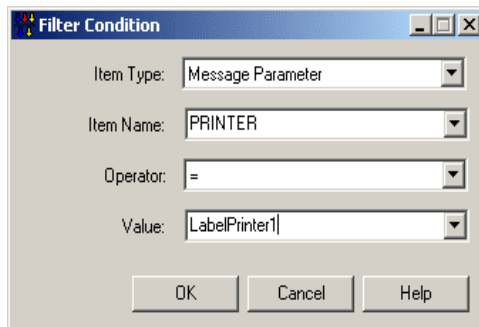 Filter Condition
Item Type: Message Parameter
Item Name: PRINTER
Operator: =
Value: LabelPrinter1
OK Cancel Help